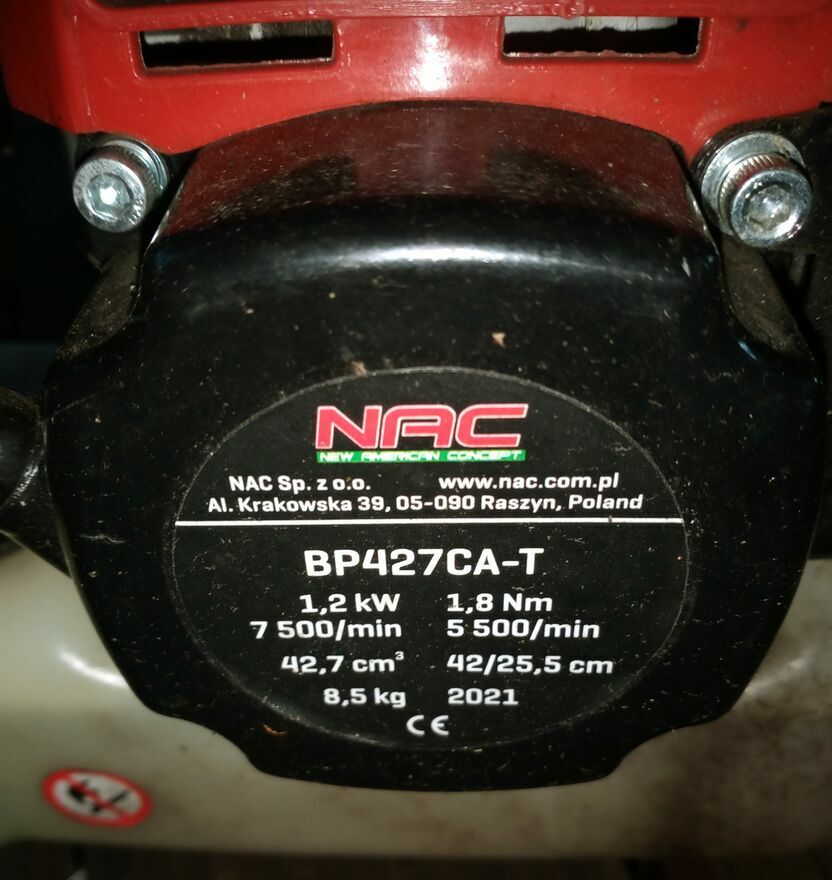 NAC
NEW AMERICAN CONCEPT
NAC Sp. z o.o. www.nac.com.pl
Al. Krakowska 39, 05-090 Raszyn, Poland
BP427CA-T
1,2 kW 1,8 Nm
7 500/min 5 500/min
42,7 cm³ 42/25,5 cm
8,5 kg 2021
CE